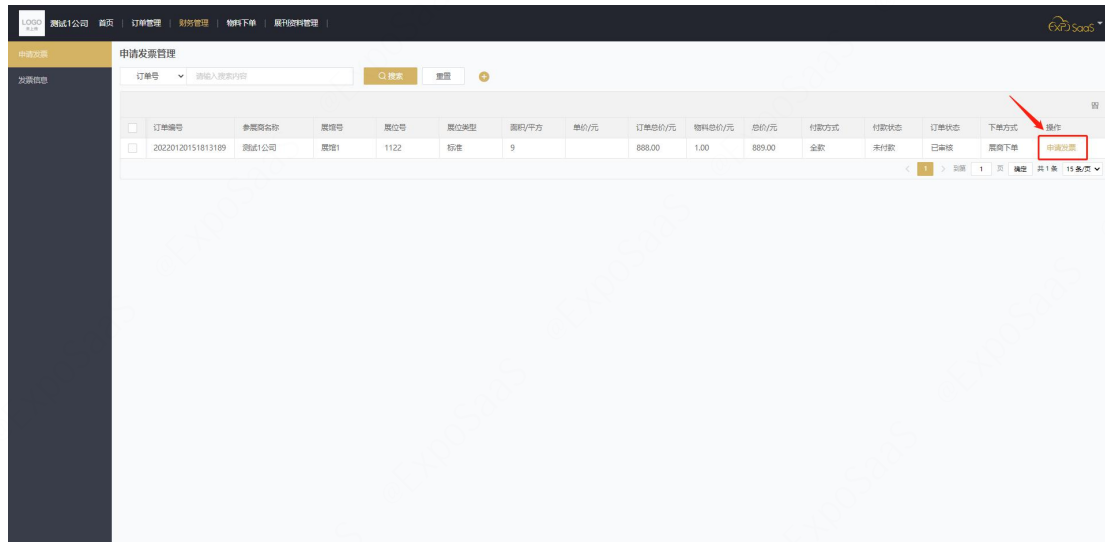 LOGO 测试1公司 首页 | 订单管理 | 财务管理 | 物料下单 | 展刊资料管理 | Expo SaaS
申请发票
发票信息
申请发票管理
订单号 请输入搜索内容 搜索 重置
订单编号 参展商名称 展馆号 展位号 展位类型 面积/平方 单价/元 订单总价/元 物料总价/元 总价/元 付款方式 付款状态 订单状态 下单方式 操作
20220120151813189 测试1公司 展馆1 1122 标准 9 888.00 1.00 889.00 全款 未付款 已审核 展商下单 申请发票
< 1 > 到第 1 页 确定 共 1 条 15 条/页